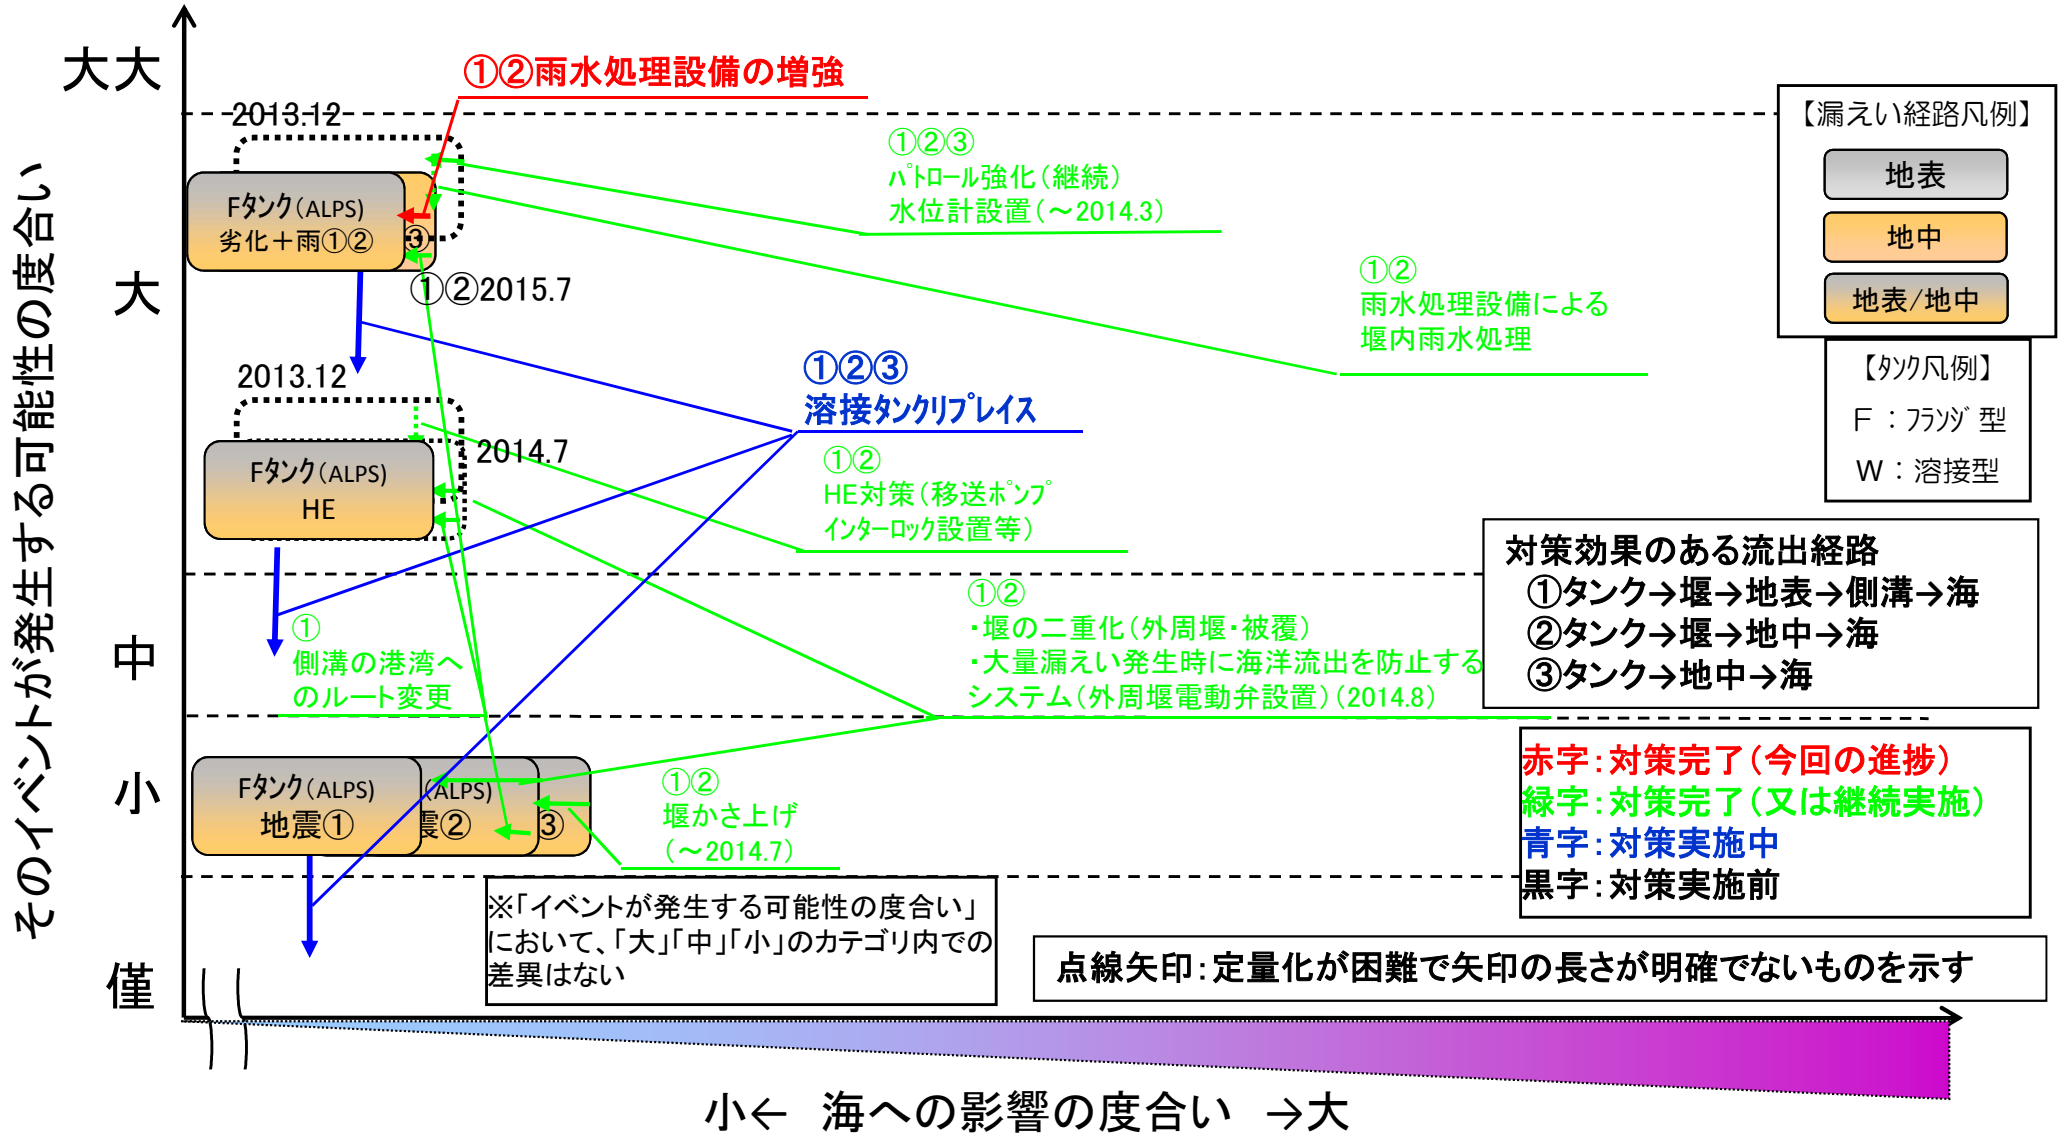 そのイベントが発生する可能性の度合い
大大
大
中
小
僅
①②雨水処理設備の増強
2013.12
Fタンク(ALPS)
劣化＋雨①②
③
①②2015.7
①②③
ﾊﾟﾄﾛｰﾙ強化(継続)
水位計設置(～2014.3)
①②
雨水処理設備による
堰内雨水処理
2013.12
2014.7
Fタンク(ALPS)
HE
①②③
溶接ﾀﾝｸﾘﾌﾟﾚｲｽ
①②
HE対策(移送ﾎﾟﾝﾌﾟ
ｲﾝﾀｰﾛｯｸ設置等)
①
側溝の港湾へ
のルート変更
①②
・堰の二重化(外周堰・被覆)
・大量漏えい発生時に海洋流出を防止する
システム(外周堰電動弁設置)(2014.8)
Fタンク(ALPS)
地震①
(ALPS)
震②
③
①②
堰かさ上げ
(～2014.7)
※「イベントが発生する可能性の度合い」
において、「大」「中」「小」のカテゴリ内での
差異はない
【漏えい経路凡例】
地表
地中
地表/地中
【ﾀﾝｸ凡例】
F：ﾌﾗﾝｼﾞ型
W：溶接型
対策効果のある流出経路
①タンク→堰→地表→側溝→海
②タンク→堰→地中→海
③タンク→地中→海
赤字：対策完了(今回の進捗)
緑字：対策完了(又は継続実施)
青字：対策実施中
黒字：対策実施前
点線矢印：定量化が困難で矢印の長さが明確でないものを示す
小← 海への影響の度合い →大